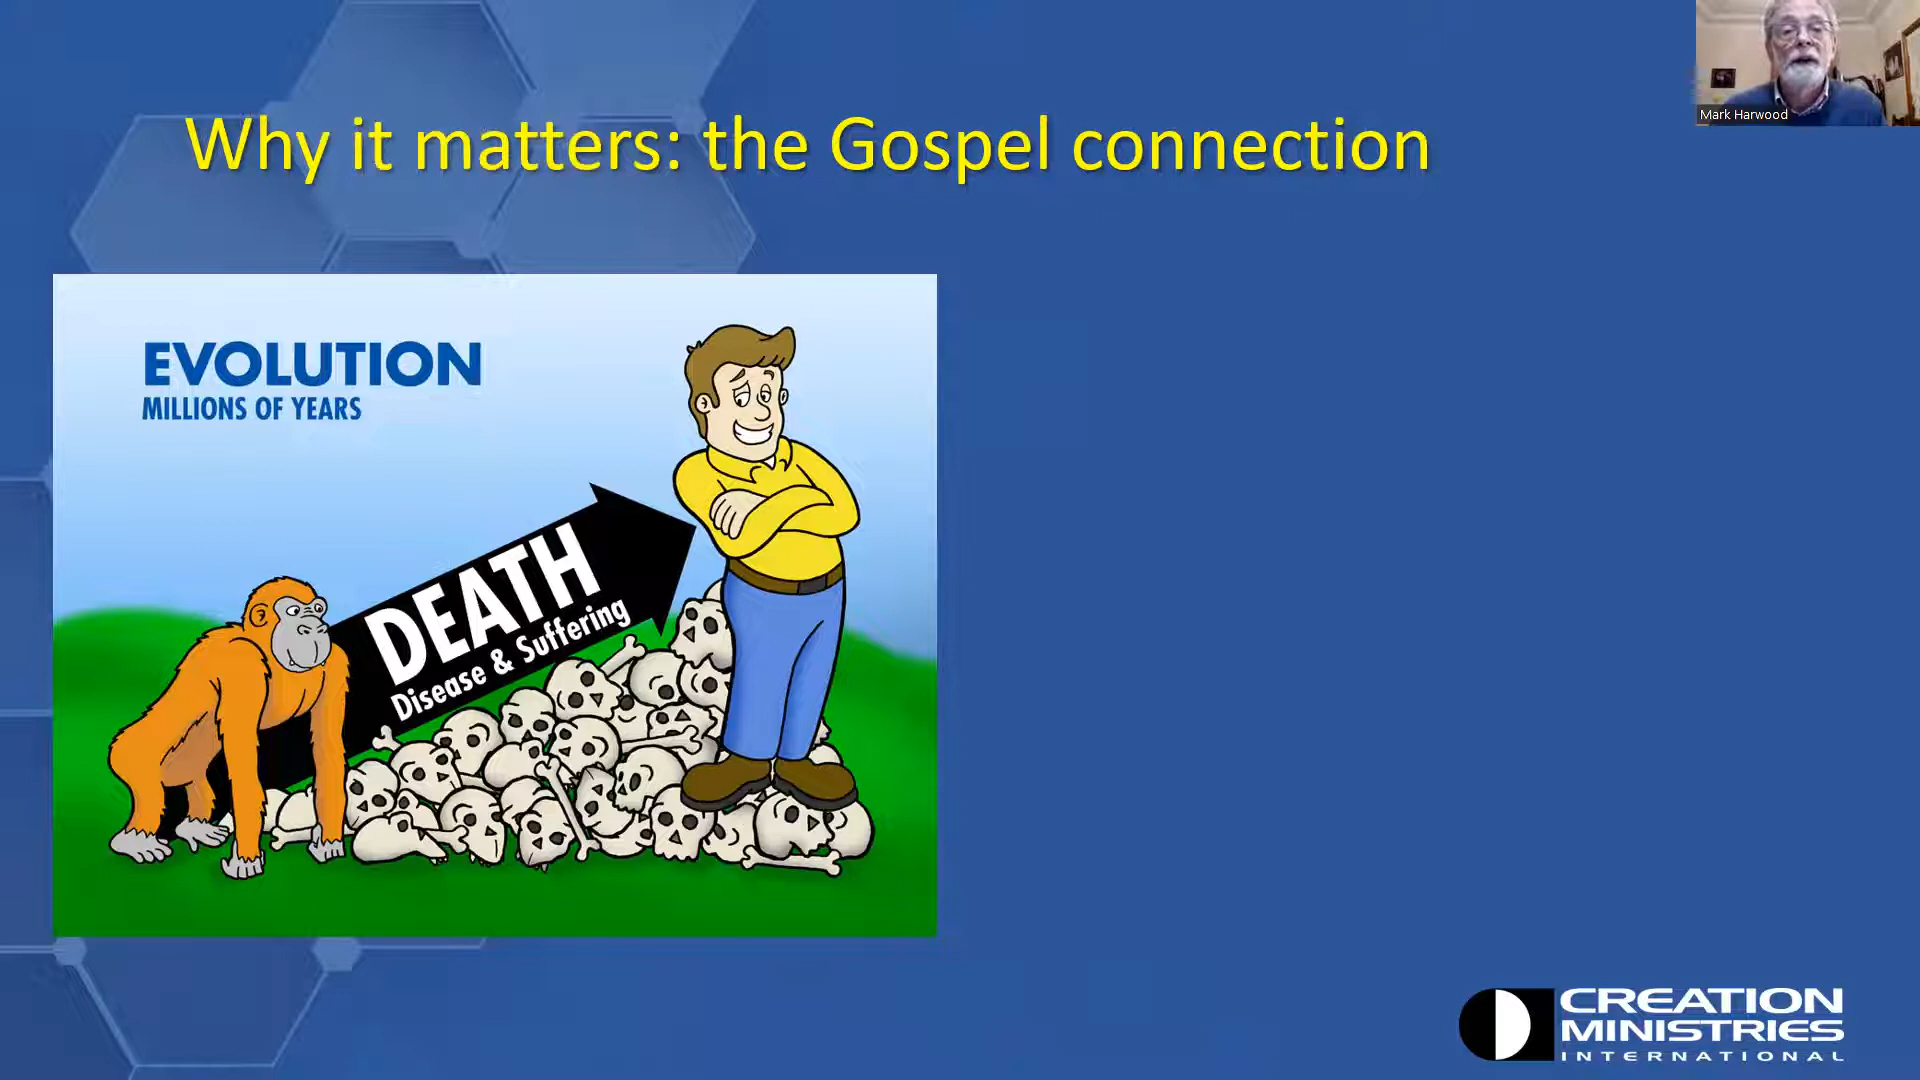 Why it matters: the Gospel connection
Mark Harwood
EVOLUTION
MILLIONS OF YEARS
DEATH
Disease & Suffering
CREATION
MINISTRIES
INTERNATIONAL